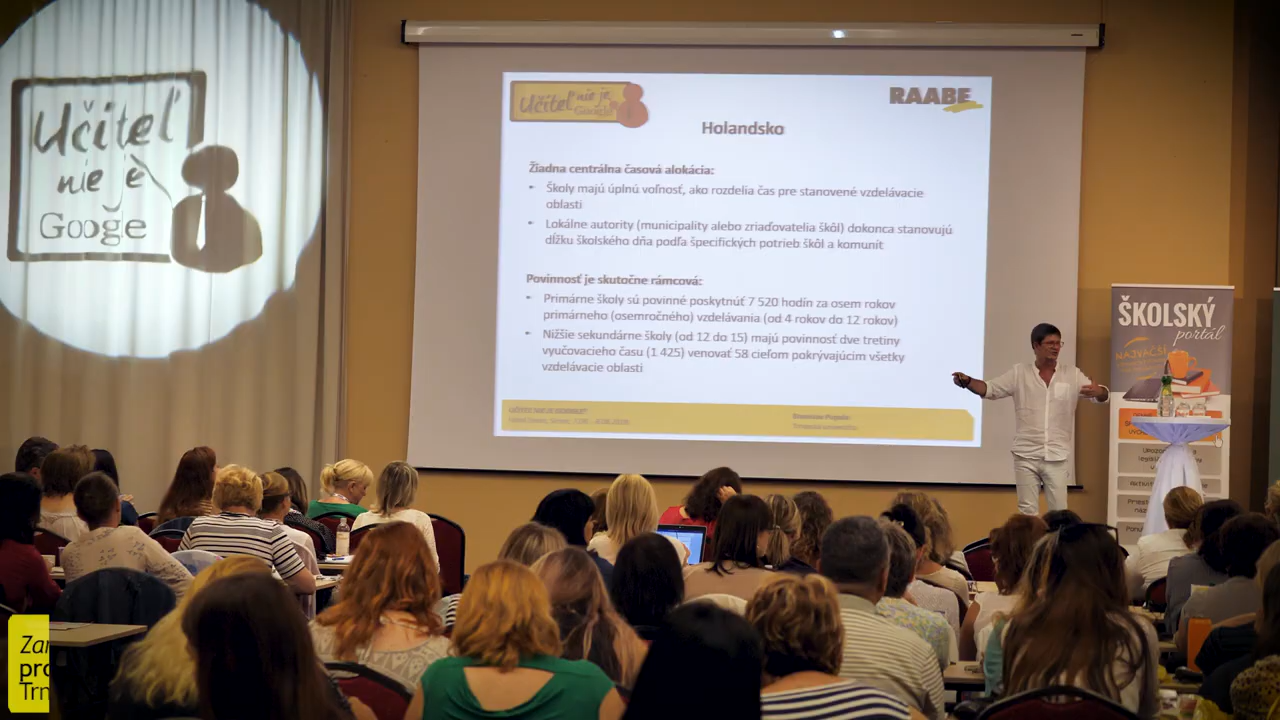 Učiteľ
nie je
Google
Učiteľ nie je
Google
RAABE
Holandsko
Žiadna centrálna časová alokácia:
- Školy majú úplnú voľnosť, ako rozdelia čas pre stanovené vzdelávacie
oblasti
- Lokálne autority (municipality alebo zriaďovatelia škôl) dokonca stanovujú
dĺžku školského dňa podľa špecifických potrieb škôl a komunít
Povinnosť je skutočne rámcová:
- Primárne školy sú povinné poskytnúť 7 520 hodín za osem rokov
primárneho (osemročného) vzdelávania (od 4 rokov do 12 rokov)
- Nižšie sekundárne školy (od 12 do 15) majú povinnosť dve tretiny
vyučovacieho času (1 425) venovať 58 cieľom pokrývajúcim všetky
vzdelávacie oblasti
ŠKOLSKÝ
portál
Zar
pro
Trn